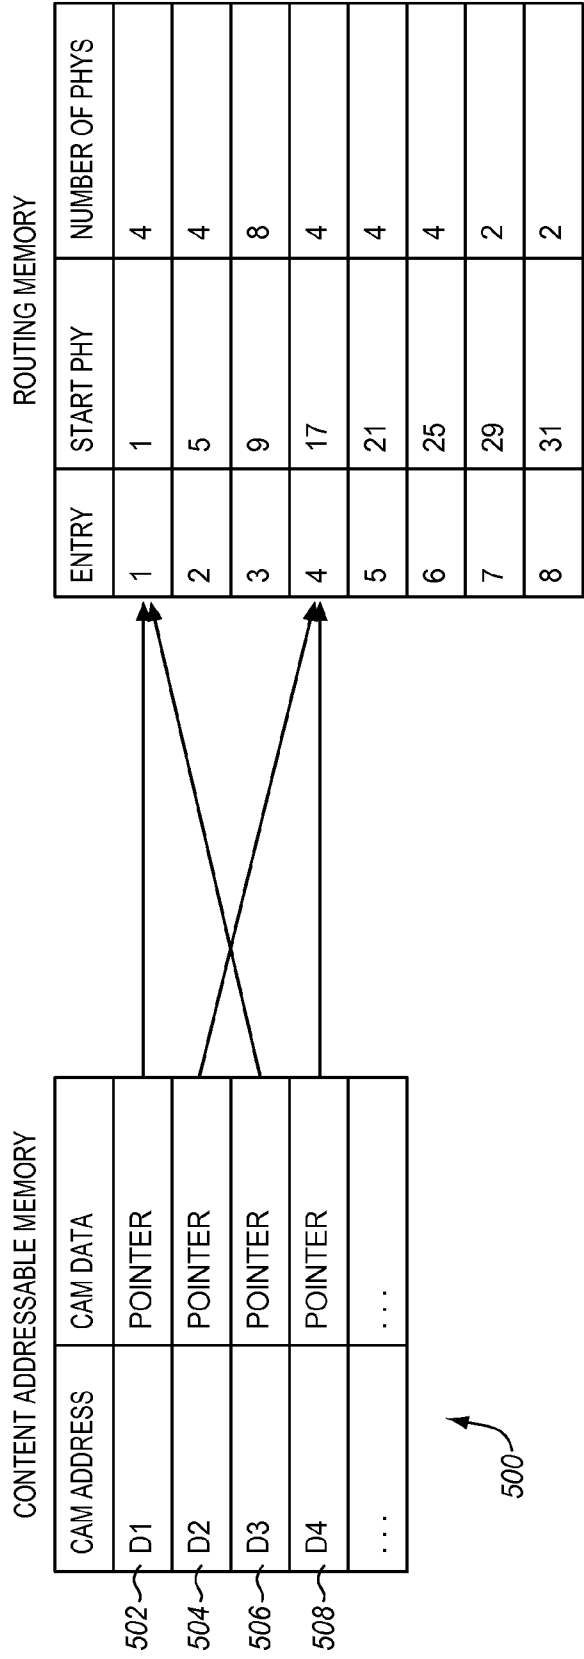 CONTENT ADDRESSABLE MEMORY
CAM ADDRESS CAM DATA
502 D1 POINTER
504 D2 POINTER
506 D3 POINTER
508 D4 POINTER
. . . . . .
500
ROUTING MEMORY
ENTRY START PHY NUMBER OF PHYS
1 1 4
2 5 4
3 9 8
4 17 4
5 21 4
6 25 4
7 29 2
8 31 2